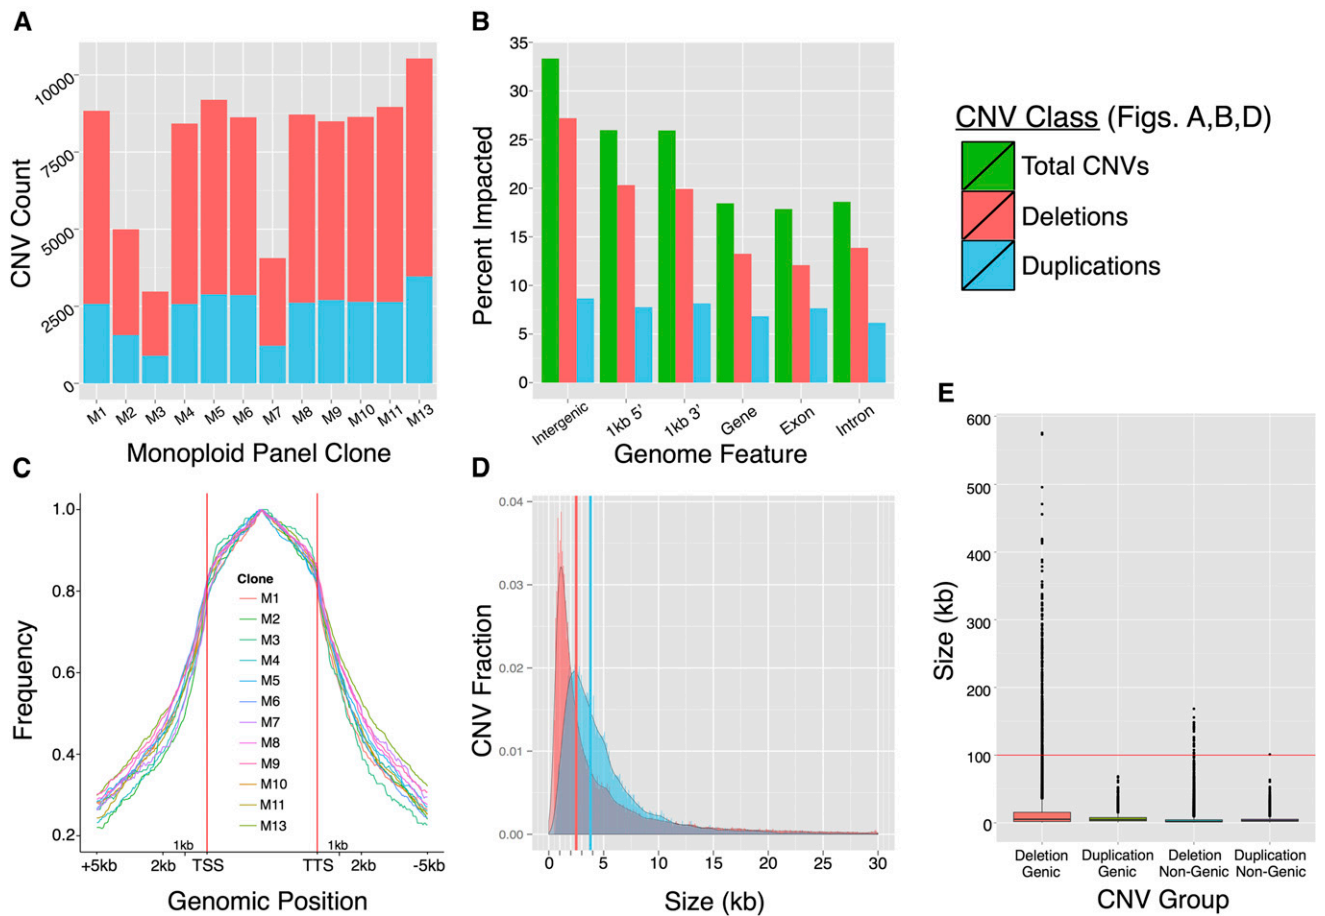 A
CNV Count
10000
7500
5000
2500
0
M1 M2 M3 M4 M5 M6 M7 M8 M9 M10 M11 M13
Monoploid Panel Clone
B
Percent Impacted
35
30
25
20
15
10
5
0
Intergenic 1kb 5' 1kb 3' Gene Exon Intron
Genome Feature
CNV Class (Figs. A,B,D)
Total CNVs
Deletions
Duplications
C
Frequency
1.0
0.8
0.6
0.4
0.2
Clone
M1
M2
M3
M4
M5
M6
M7
M8
M9
M10
M11
M13
1kb 1kb
+5kb 2kb TSS TTS 2kb -5kb
Genomic Position
D
CNV Fraction
0.04
0.03
0.02
0.01
0.00
0 5 10 15 20 25 30
Size (kb)
E
Size (kb)
600
500
400
300
200
100
0
Deletion Duplication Deletion Duplication
Genic Genic Non-Genic Non-Genic
CNV Group